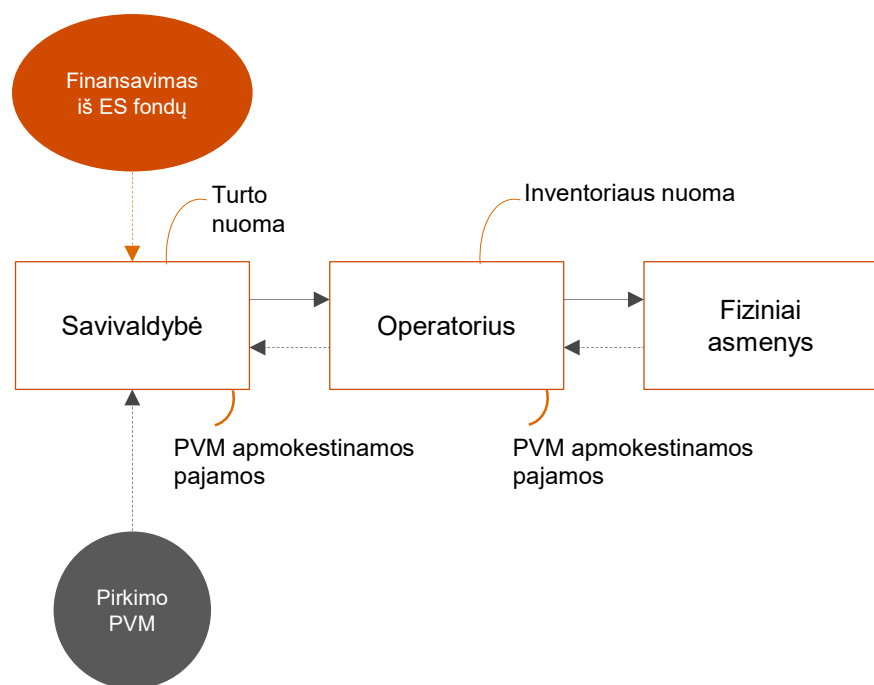 Finansavimas
iš ES fondų
Turto
nuoma
Inventoriaus nuoma
Savivaldybė
Operatorius
Fiziniai
asmenys
PVM apmokestinamos
pajamos
PVM apmokestinamos
pajamos
Pirkimo
PVM